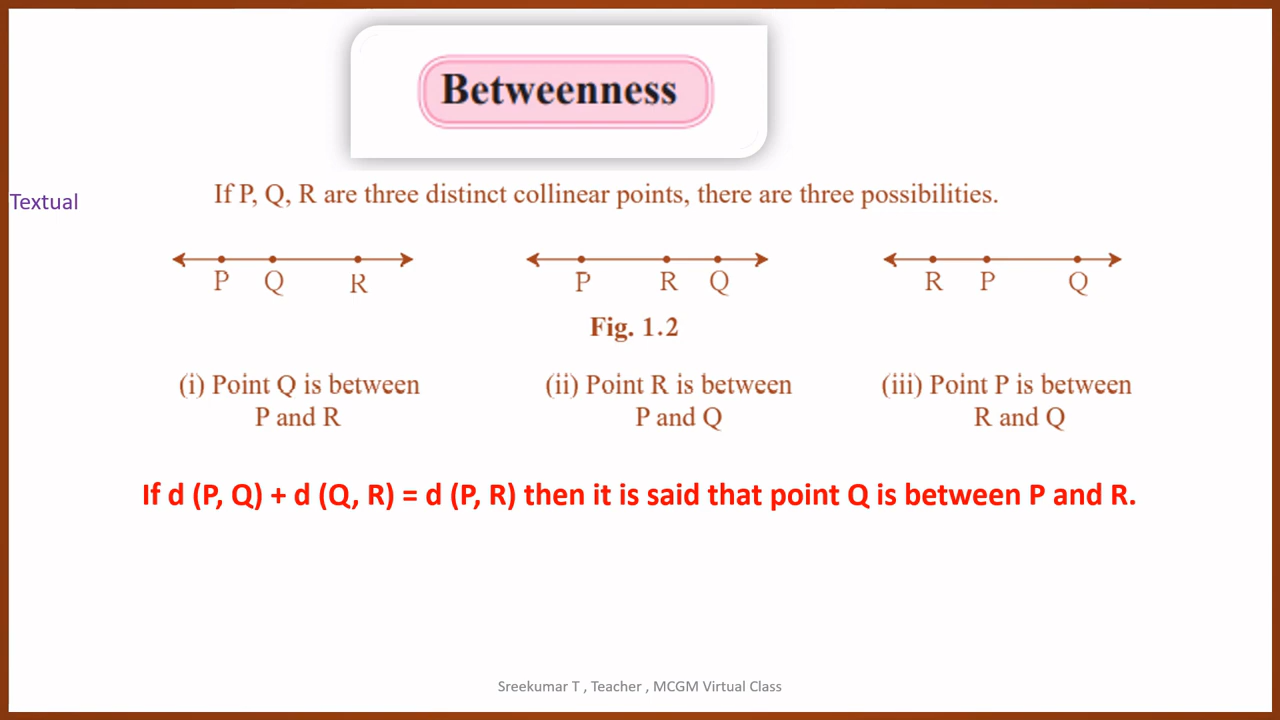 Betweenness
Textual
If P, Q, R are three distinct collinear points, there are three possibilities.
P Q R
P R Q
R P Q
Fig. 1.2
(i) Point Q is between
P and R
(ii) Point R is between
P and Q
(iii) Point P is between
R and Q
If d (P, Q) + d (Q, R) = d (P, R) then it is said that point Q is between P and R.
Sreekumar T , Teacher , MCGM Virtual Class